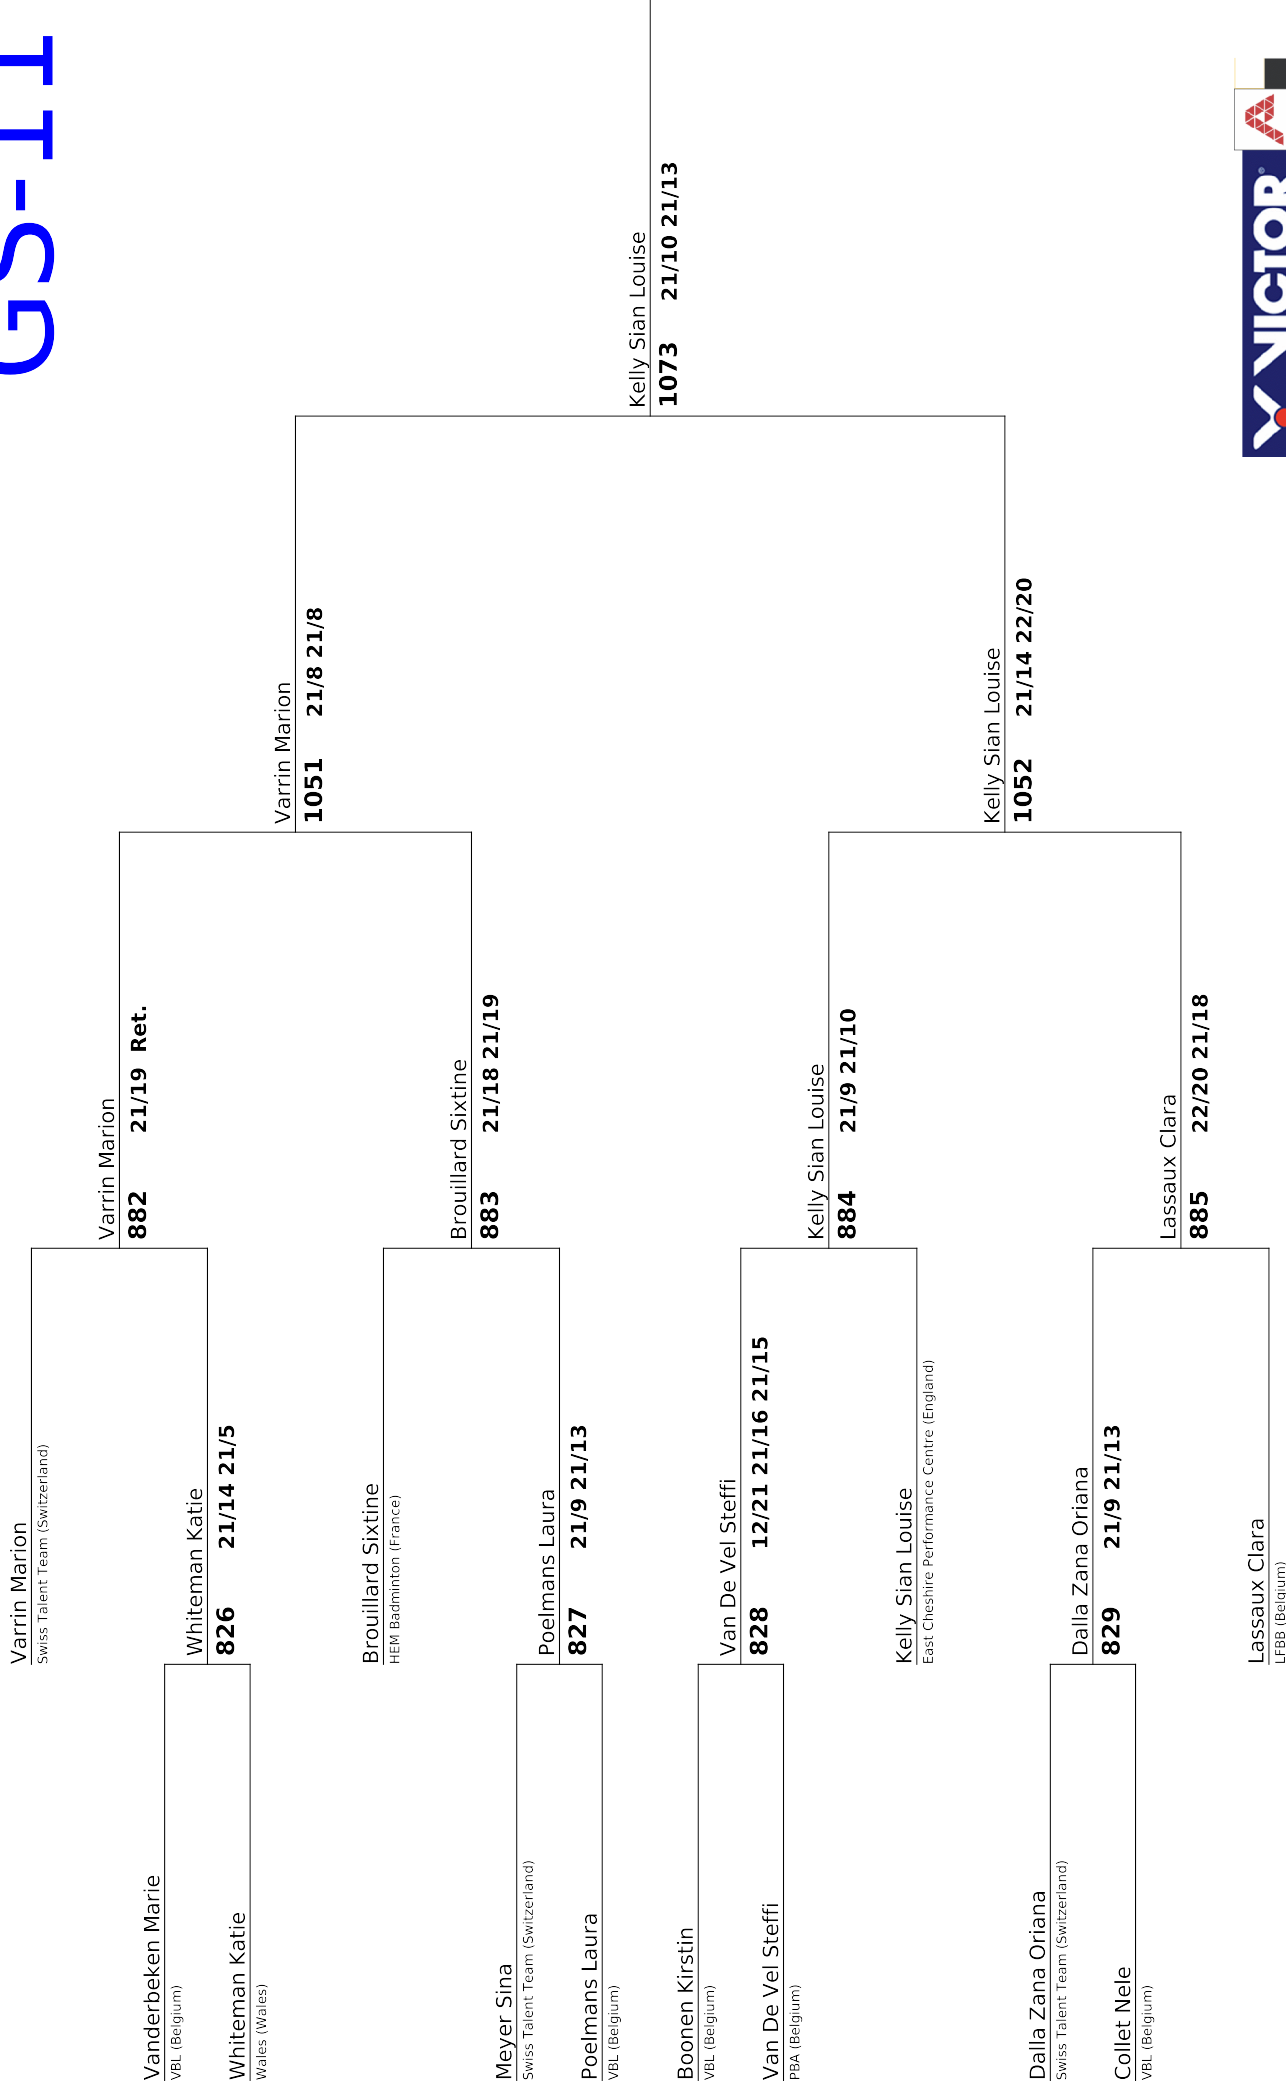 GS-II
Vanderbeken Marie
VBL (Belgium)
Whiteman Katie
Wales (Wales)
Meyer Sina
Swiss Talent Team (Switzerland)
Poelmans Laura
VBL (Belgium)
Boonen Kirstin
VBL (Belgium)
Van De Vel Steffi
PBA (Belgium)
Dalla Zana Oriana
Swiss Talent Team (Switzerland)
Collet Nele
VBL (Belgium)
Varrin Marion
Swiss Talent Team (Switzerland)
Whiteman Katie
826 21/14 21/5
Brouillard Sixtine
HEM Badminton (France)
Poelmans Laura
827 21/9 21/13
Van De Vel Steffi
828 12/21 21/16 21/15
Kelly Sian Louise
East Cheshire Performance Centre (England)
Dalla Zana Oriana
829 21/9 21/13
Lassaux Clara
LFBB (Belgium)
Varrin Marion
882 21/19 Ret.
Brouillard Sixtine
883 21/18 21/19
Kelly Sian Louise
884 21/9 21/10
Lassaux Clara
885 22/20 21/18
Varrin Marion
1051 21/8 21/8
Kelly Sian Louise
1052 21/14 22/20
Kelly Sian Louise
1073 21/10 21/13
VICTOR®